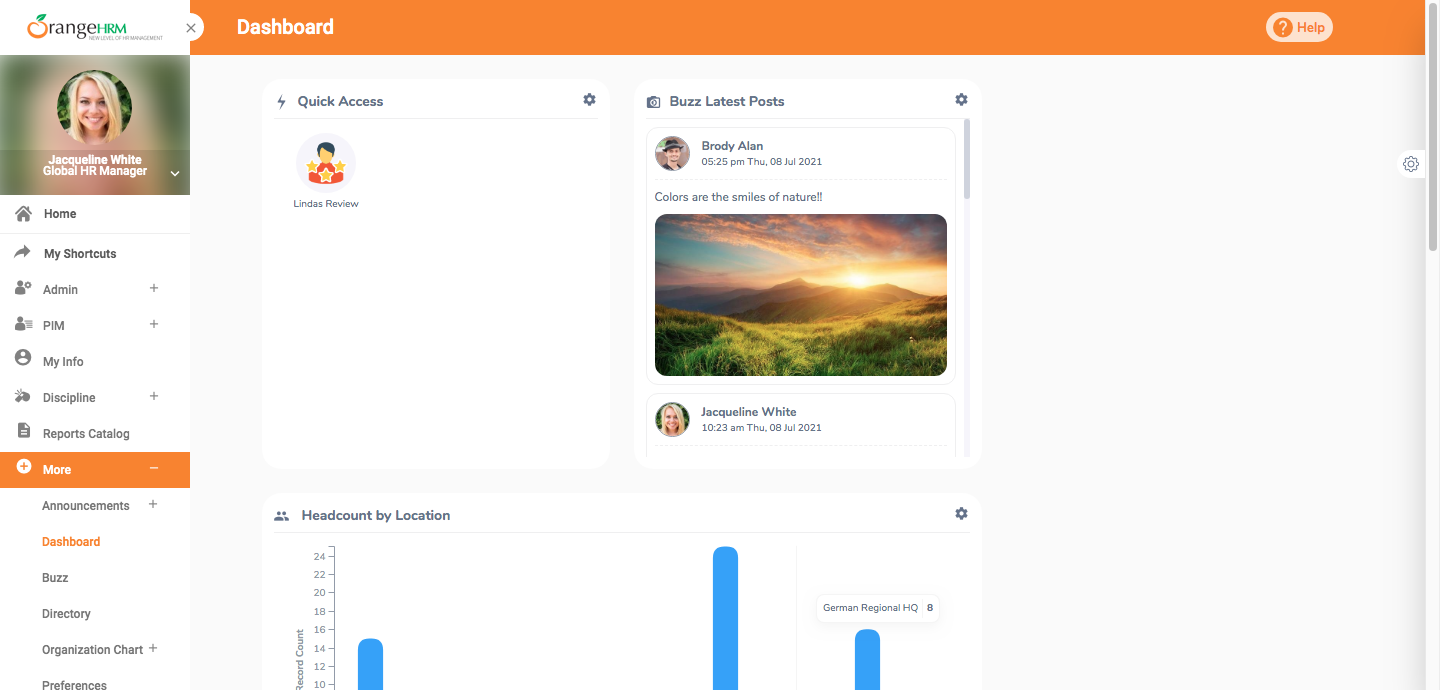 OrangeHRM
NEW LEVEL OF HR MANAGEMENT
Dashboard
? Help
Jacqueline White
Global HR Manager
Home
My Shortcuts
Admin
PIM
My Info
Discipline
Reports Catalog
More
Announcements
Dashboard
Buzz
Directory
Organization Chart
Preferences
Quick Access
Lindas Review
Buzz Latest Posts
Brody Alan
05:25 pm Thu, 08 Jul 2021
Colors are the smiles of nature!!
Jacqueline White
10:23 am Thu, 08 Jul 2021
Headcount by Location
Record Count
24
22
20
18
16
14
12
10
German Regional HQ 8